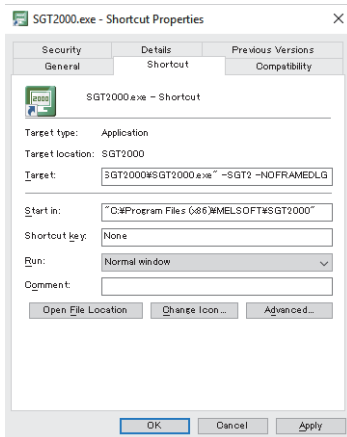 SGT2000.exe - Shortcut Properties
Security Details Previous Versions
General Shortcut Compatibility
SGT2000.exe - Shortcut
Target type: Application
Target location: SGT2000
Target: SGT2000¥SGT2000.exe" -SGT2 -NOFRAMEDLG
Start in: "C:¥Program Files (x86)¥MELSOFT¥SGT2000"
Shortcut key: None
Run: Normal window
Comment:
Open File Location Change Icon... Advanced...
OK Cancel Apply